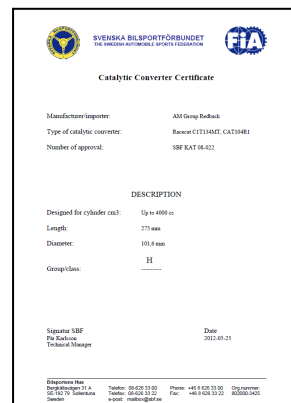 SVENSKA BILSPORTFÖRBUNDET
THE SWEDISH AUTOMOBILE SPORTS FEDERATION
FIA
Catalytic Converter Certificate
Manufacturer/importer: AM Group Redback
Type of catalytic converter: Racecat C1T134MT, CAT104R1
Number of approval: SBF KAT 08-022
DESCRIPTION
Designed for cylinder cm3: Up to 4000 cc
Length: 275 mm
Diameter: 101,6 mm
H
Group/class: ---------
Signatur SBF Date
Pär Karlsson 2012-05-23
Technical Manager
Bilsportens Hus
Bergkällavägen 31 A Telefon: 08-626 33 00 Phone: +46 8 626 33 00 Org.nummer:
SE-192 79 Sollentuna Telefax: 08-626 33 22 Fax: +46 8 626 33 22 802000-3425
Sweden e-post: mailbox@sbf.se